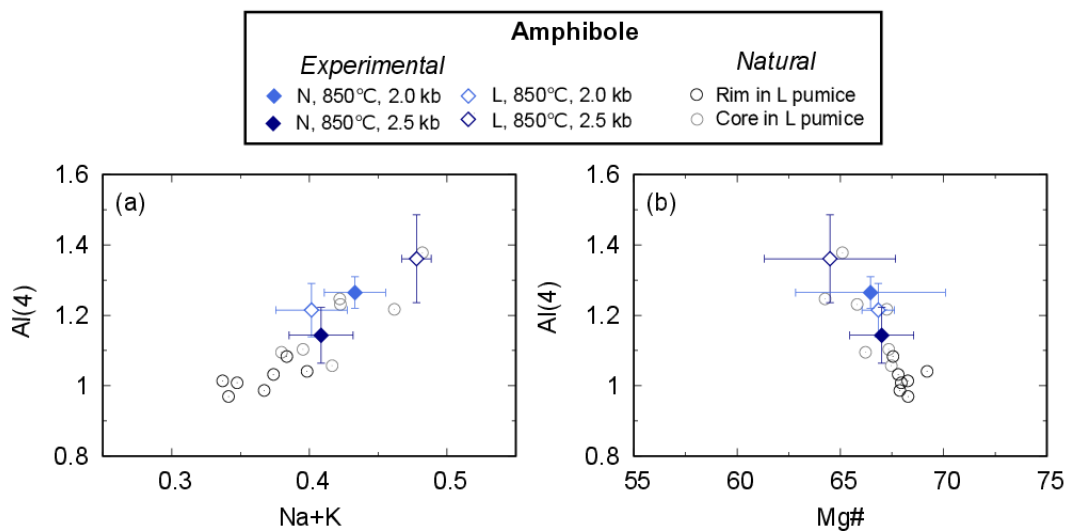 Amphibole
Experimental Natural
N, 850℃, 2.0 kb L, 850℃, 2.0 kb Rim in L pumice
N, 850℃, 2.5 kb L, 850℃, 2.5 kb Core in L pumice
(a)
Al(4)
1.6
1.4
1.2
1
0.8
0.3 0.4 0.5
Na+K
(b)
Al(4)
1.6
1.4
1.2
1
0.8
55 60 65 70 75
Mg#